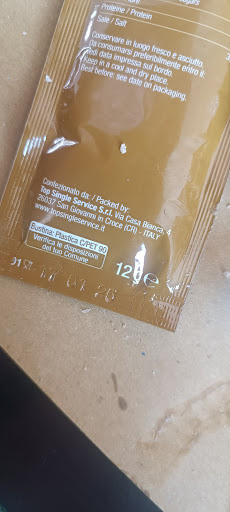 Proteine / Protein
Sale / Salt
Conservare in luogo fresco e asciutto.
Da consumarsi preferibilmente entro il:
vedi data impressa sul bordo.
Keep in a cool and dry place.
Best before: see date on packaging.
Confezionato da: / Packed by:
Top Single Service S.r.l. Via Casa Bianca, 4
26037 San Giovanni in Croce (CR) - ITALY
www.topsingleservice.it
Bustina: Plastica C/PET 90
Verifica le disposizioni
del tuo Comune